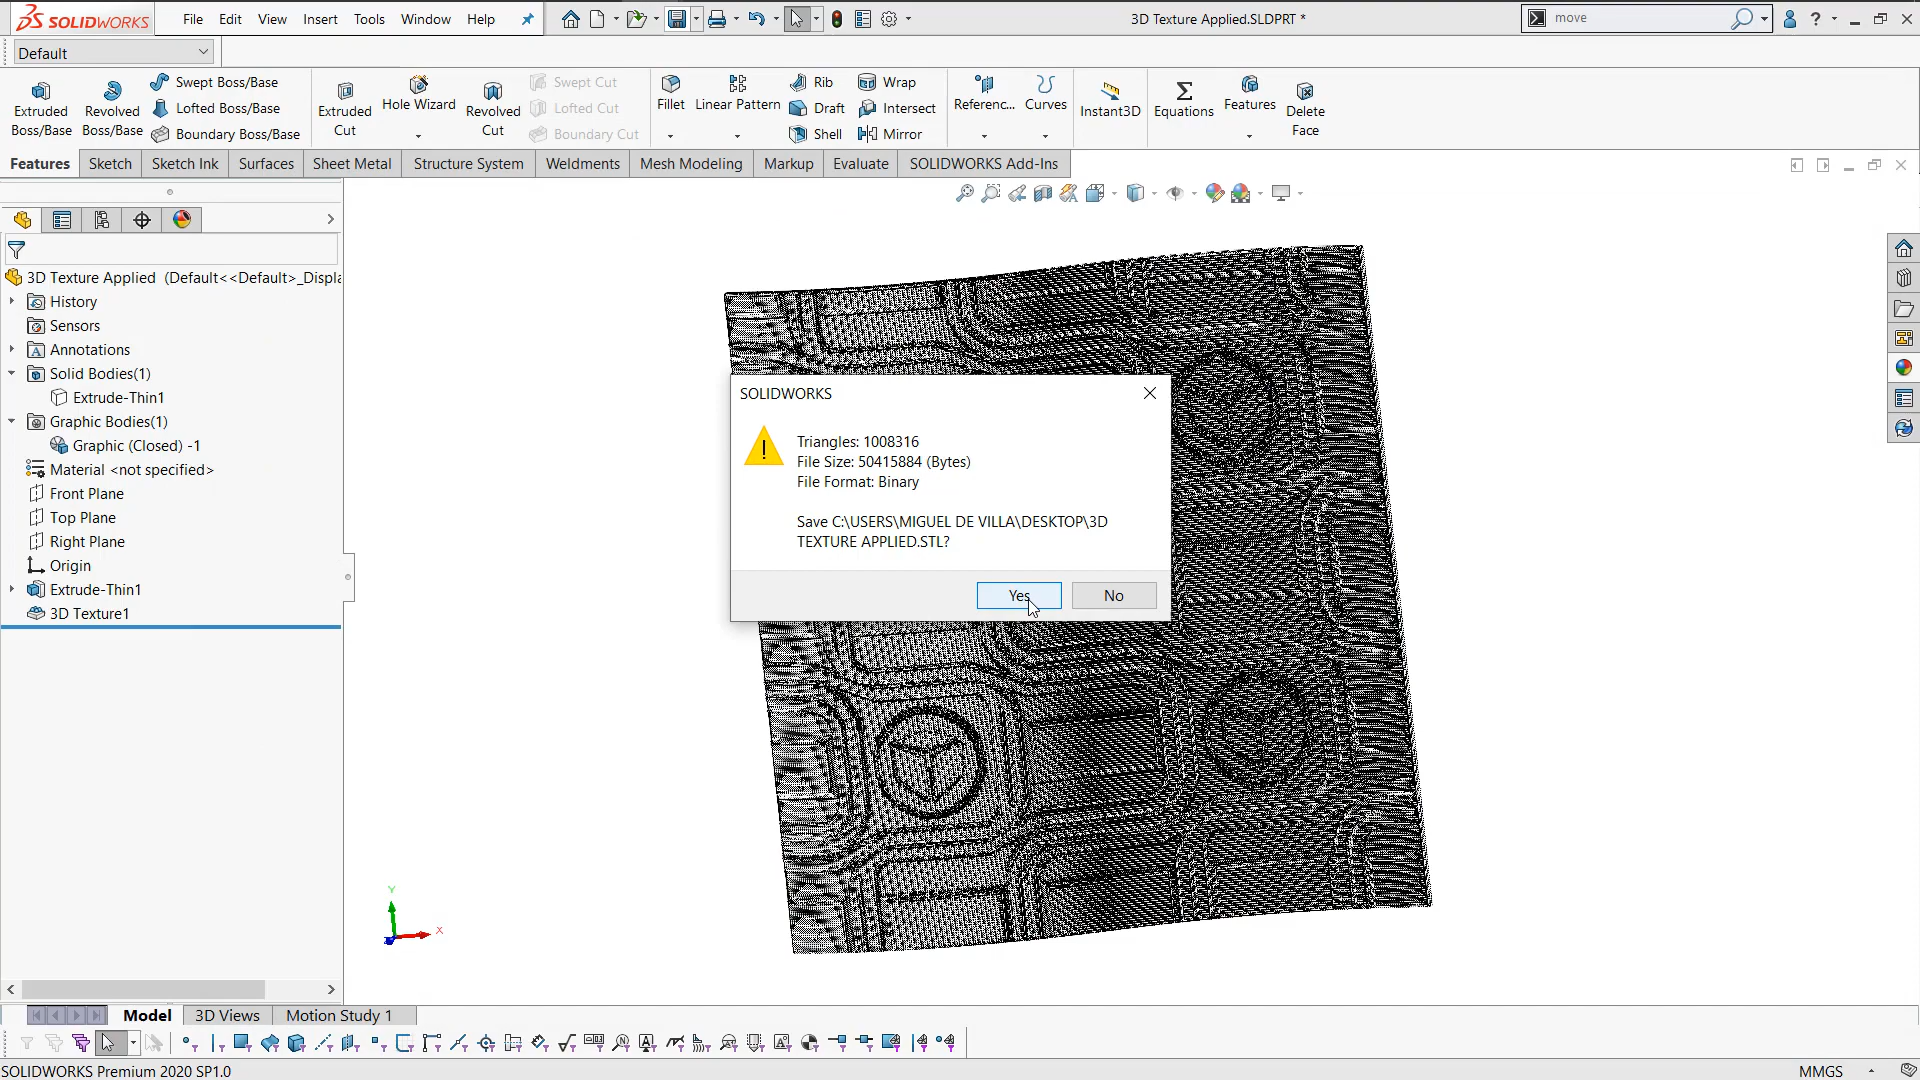 SOLIDWORKS
File Edit View Insert Tools Window Help
3D Texture Applied.SLDPRT *
move
?
Default
Extruded Boss/Base
Revolved Boss/Base
Swept Boss/Base
Lofted Boss/Base
Boundary Boss/Base
Extruded Cut
Hole Wizard
Revolved Cut
Swept Cut
Lofted Cut
Boundary Cut
Fillet
Linear Pattern
Rib
Draft
Shell
Wrap
Intersect
Mirror
Referenc...
Curves
Instant3D
Equations
Features
Delete Face
Features Sketch Sketch Ink Surfaces Sheet Metal Structure System Weldments Mesh Modeling Markup Evaluate SOLIDWORKS Add-Ins
3D Texture Applied (Default<<Default>_Displa
History
Sensors
Annotations
Solid Bodies(1)
Extrude-Thin1
Graphic Bodies(1)
Graphic (Closed) -1
Material <not specified>
Front Plane
Top Plane
Right Plane
Origin
Extrude-Thin1
3D Texture1
SOLIDWORKS
Triangles: 1008316
File Size: 50415884 (Bytes)
File Format: Binary
Save C:\USERS\MIGUEL DE VILLA\DESKTOP\3D
TEXTURE APPLIED.STL?
Yes No
Y
X
Model 3D Views Motion Study 1
SOLIDWORKS Premium 2020 SP1.0
MMGS